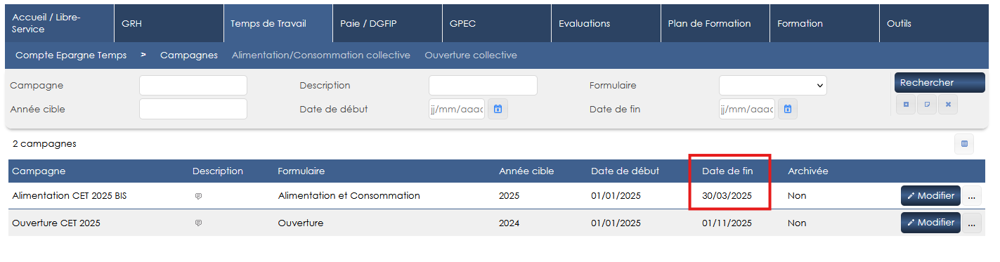 Accueil / Libre-Service
GRH
Temps de Travail
Paie / DGFIP
GPEC
Evaluations
Plan de Formation
Formation
Outils
Compte Epargne Temps > Campagnes Alimentation/Consommation collective Ouverture collective
Campagne Description Formulaire Rechercher
Année cible Date de début jj/mm/aaaa Date de fin jj/mm/aaaa
2 campagnes
Campagne Description Formulaire Année cible Date de début Date de fin Archivée
Alimentation CET 2025 BIS Alimentation et Consommation 2025 01/01/2025 30/03/2025 Non Modifier ...
Ouverture CET 2025 Ouverture 2024 01/01/2025 01/11/2025 Non Modifier ...